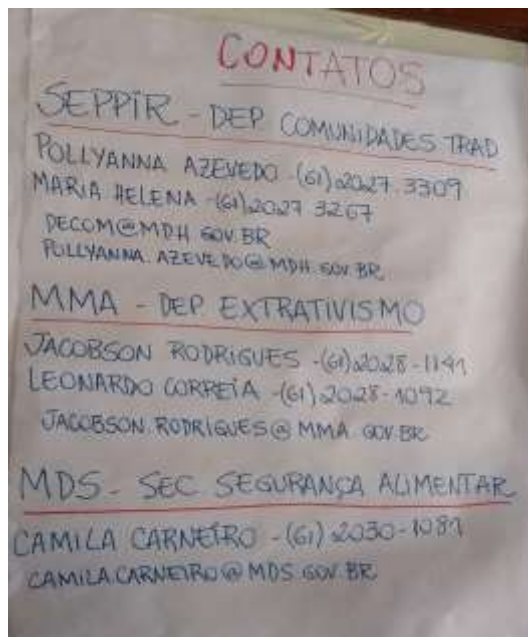 CONTATOS
SEPPIR - DEP COMUNIDADES TRAD
POLLYANNA AZEVEDO - (61) 2027.3309
MARIA HELENA - (61) 2027 3267
DECOM@MDH.GOV.BR
POLLYANNA.AZEVEDO@MDH.GOV.BR
MMA - DEP EXTRATIVISMO
JACOBSON RODRIGUES - (61) 2028-1141
LEONARDO CORREIA - (61) 2028-1092
JACOBSON.RODRIGUES@MMA.GOV.BR
MDS - SEC SEGURANÇA ALIMENTAR
CAMILA CARNEIRO - (61) 2030-1081
CAMILA.CARNEIRO@MDS.GOV.BR